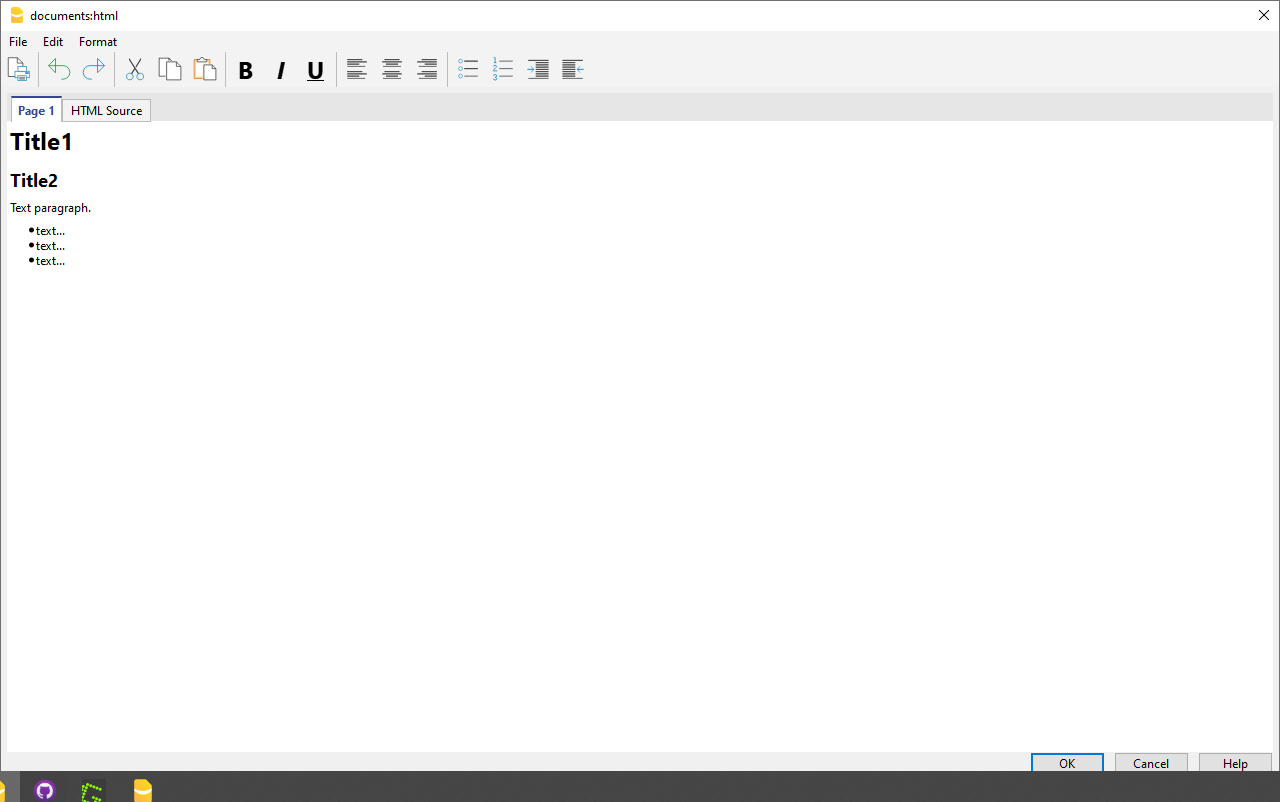 documents:html
File Edit Format
B I U
Page 1 HTML Source
Title1
Title2
Text paragraph.
•text...
•text...
•text...
OK Cancel Help